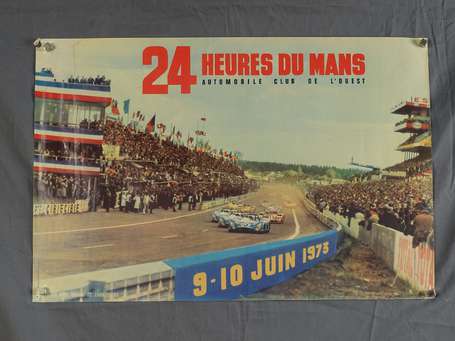 24 HEURES DU MANS
AUTOMOBILE CLUB DE L'OUEST
9-10 JUIN 1973